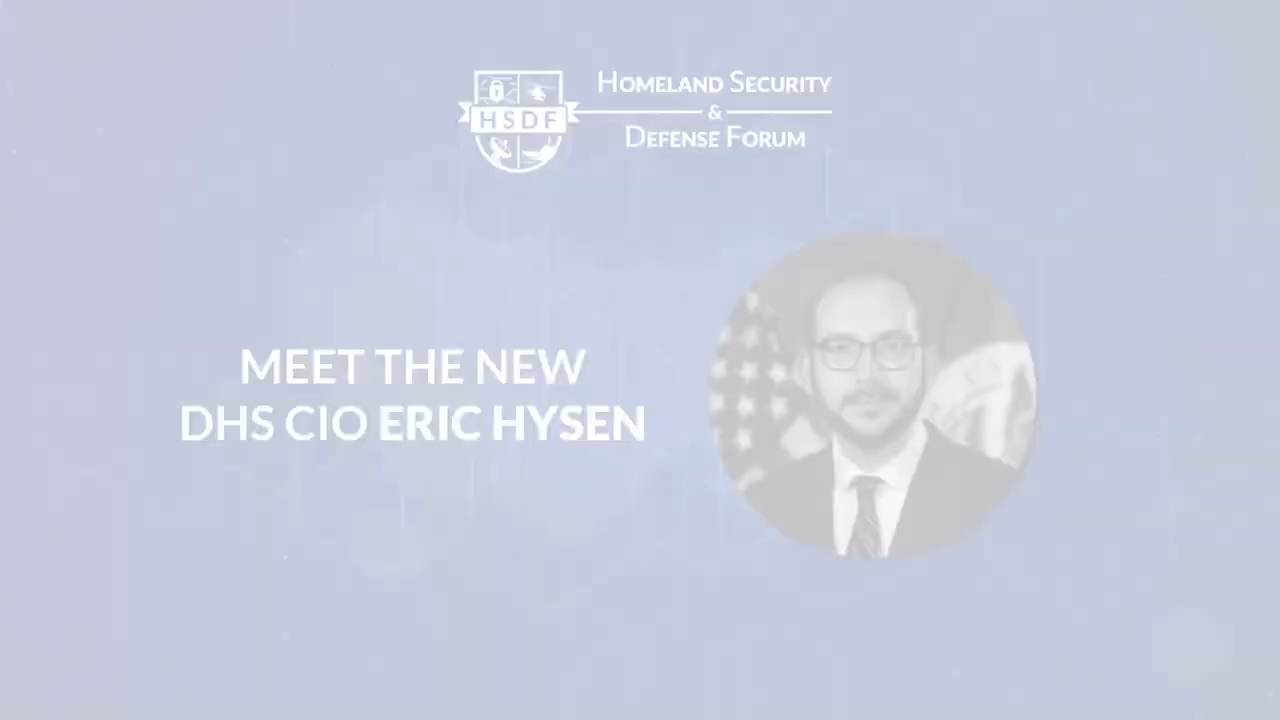 HSDF
HOMELAND SECURITY
&
DEFENSE FORUM
MEET THE NEW
DHS CIO ERIC HYSEN